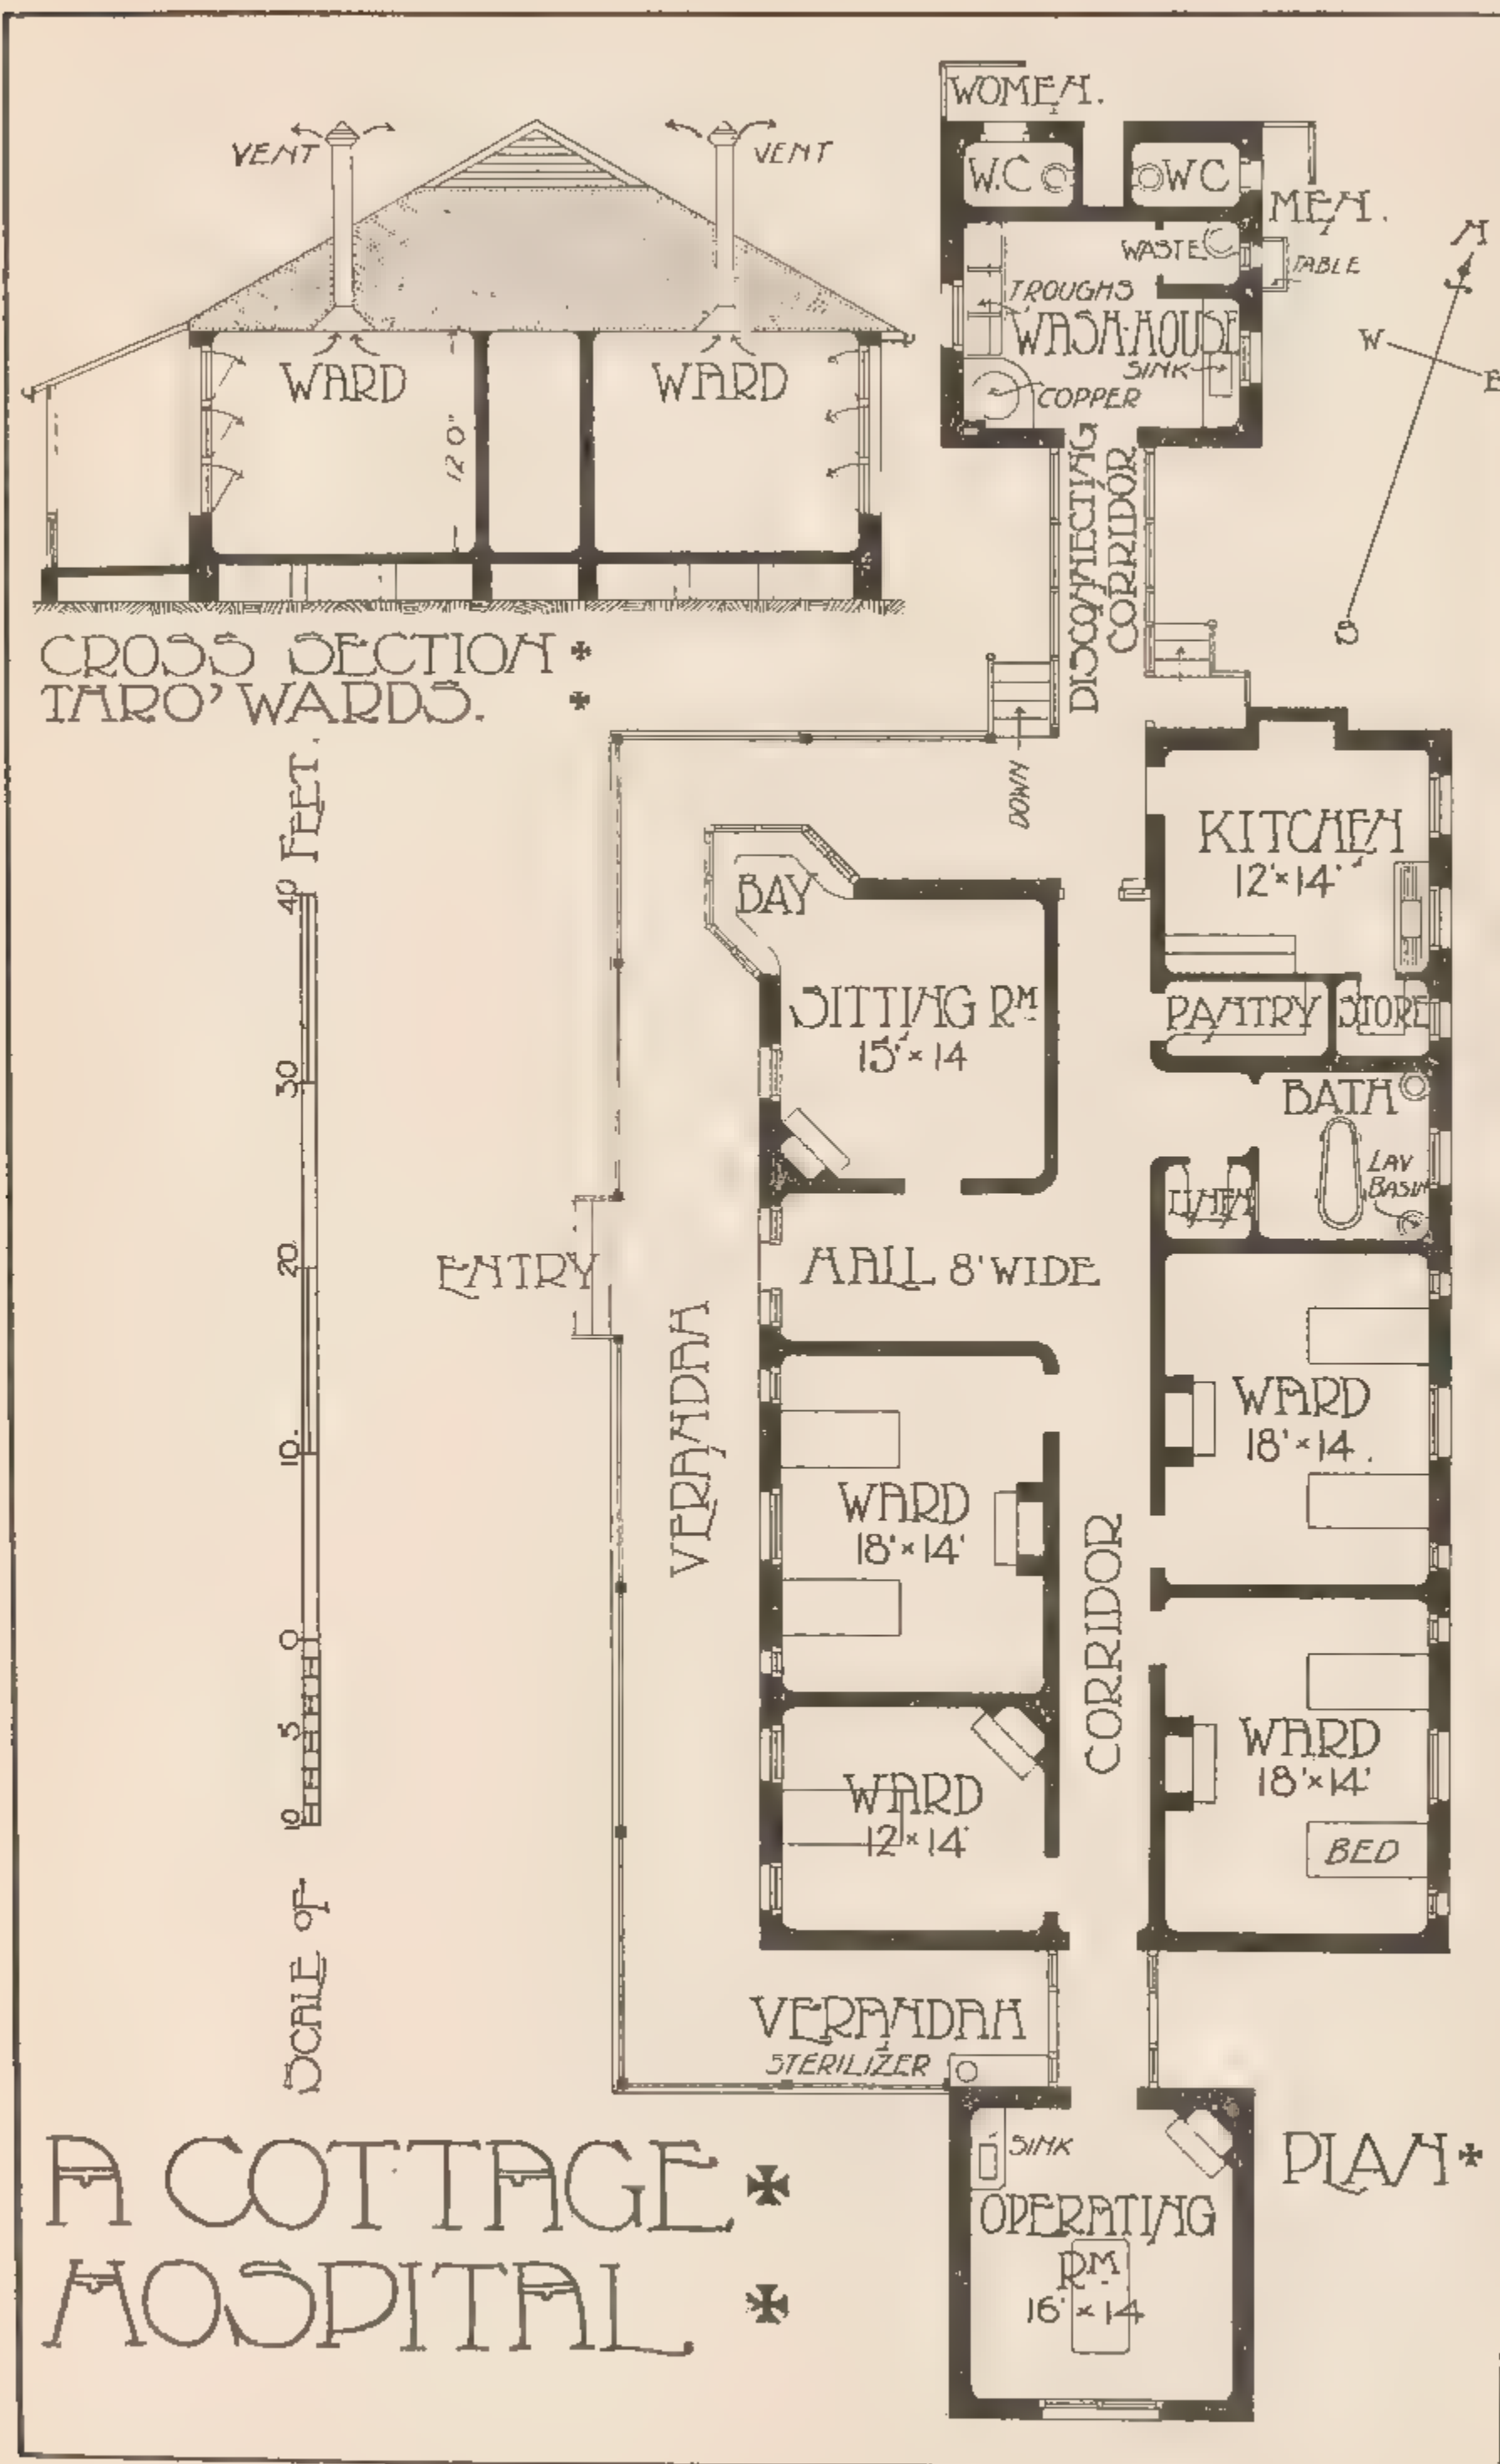 VENT
VENT
WARD
WARD
12'0"
CROSS SECTION
THRO' WARDS.
WOMEN.
W.C
WC
MEN.
WASTE
TABLE
TROUGHS
WASH-HOUSE
SINK
COPPER
N
W
E
S
DISCONNECTING
CORRIDOR
DOWN
KITCHEN
12'×14'
BAY
SITTING RM
15'×14
PANTRY
STORE
BATH
LAV
BASIN
LINEN
ENTRY
HALL 8' WIDE
VERANDAH
WARD
18'×14.
WARD
18'×14'
CORRIDOR
WARD
18'×14'
WARD
12'×14'
BED
VERANDAH
STERILIZER
SINK
OPERATING
RM
16'×14
PLAN
SCALE OF
10
5
0
10.
20.
30
40
FEET.
A COTTAGE
HOSPITAL